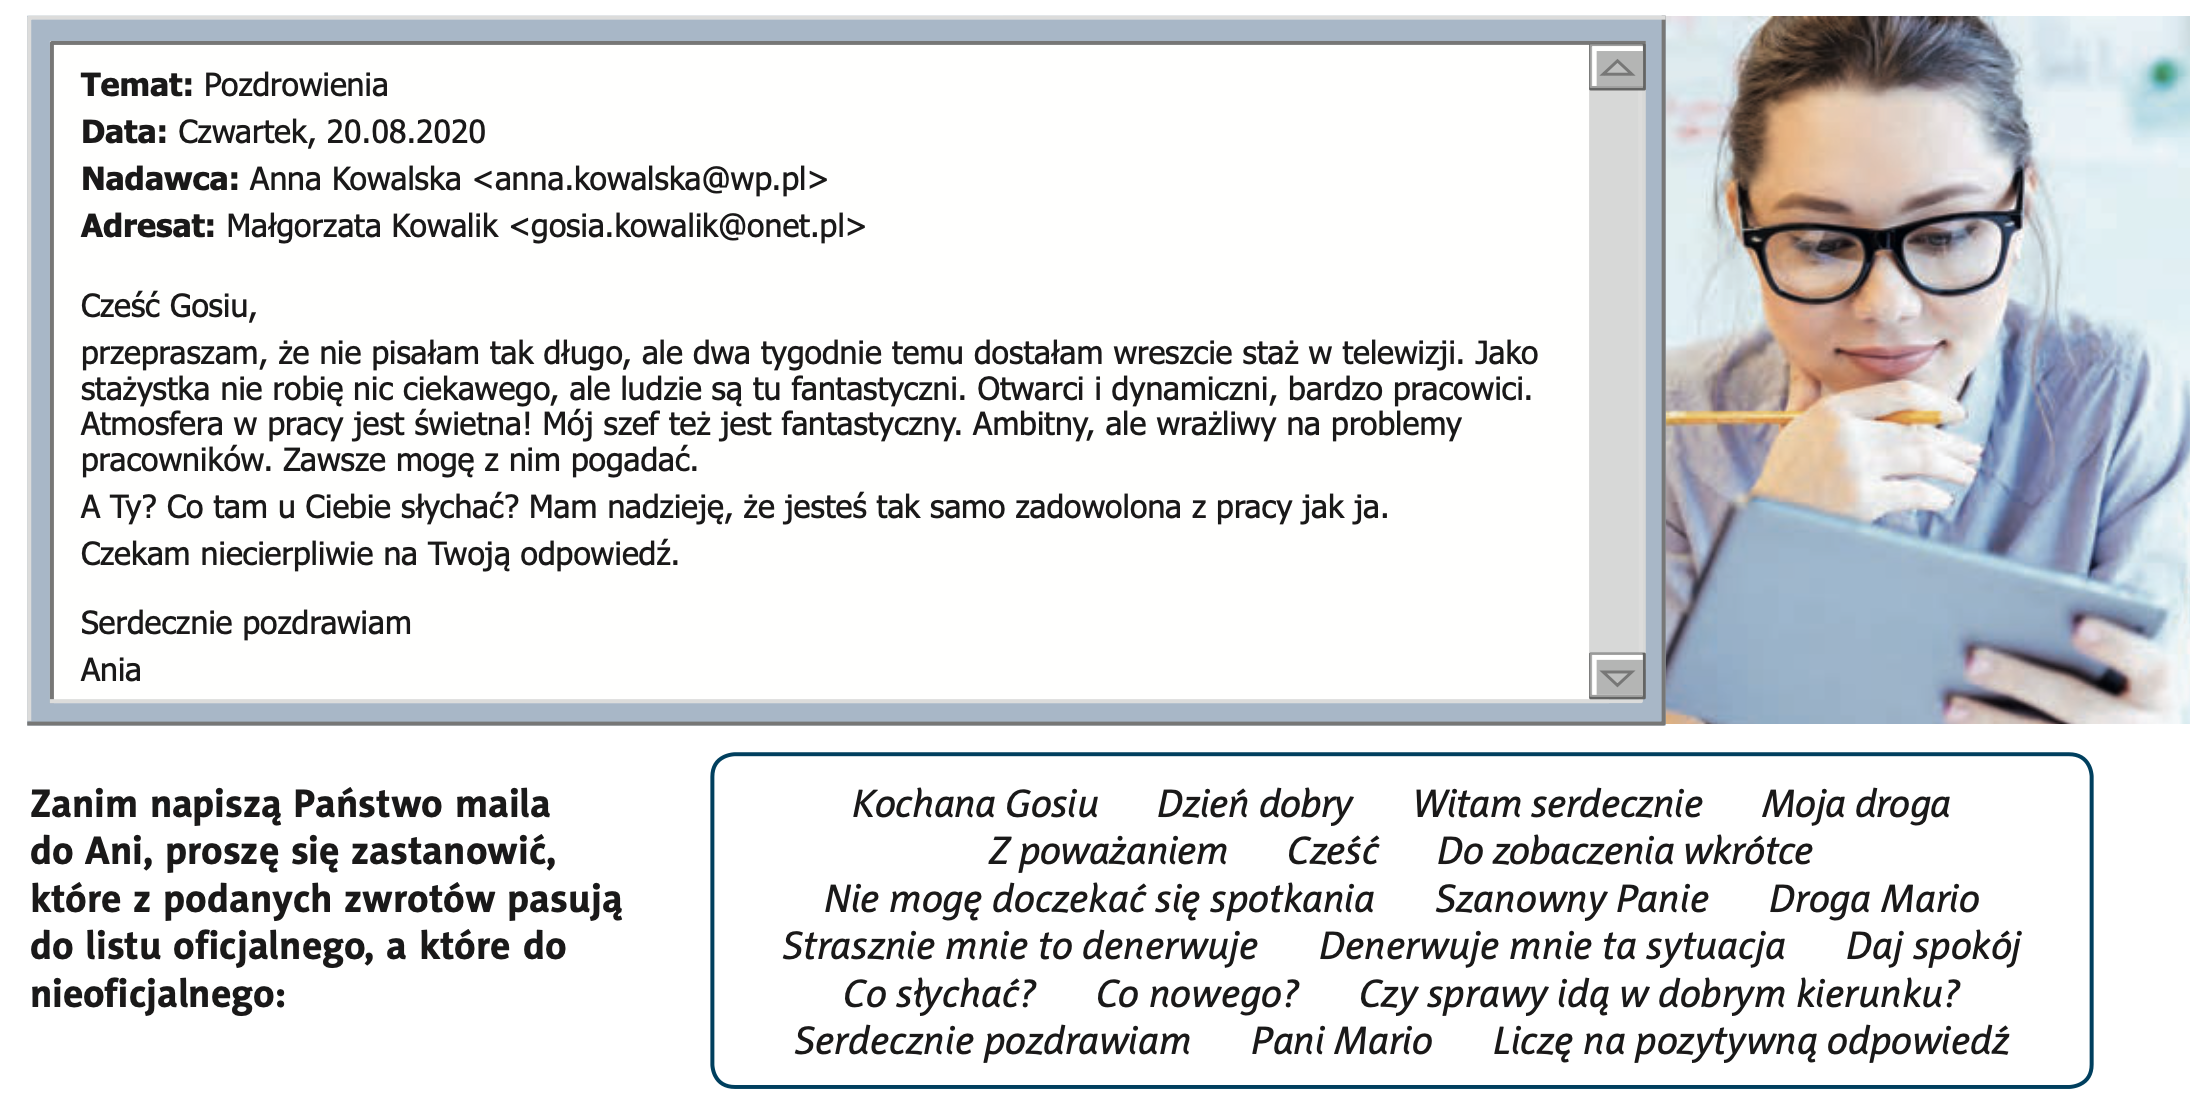 Temat: Pozdrowienia
Data: Czwartek, 20.08.2020
Nadawca: Anna Kowalska <anna.kowalska@wp.pl>
Adresat: Małgorzata Kowalik <gosia.kowalik@onet.pl>
Cześć Gosiu,
przepraszam, że nie pisałam tak długo, ale dwa tygodnie temu dostałam wreszcie staż w telewizji. Jako
stażystka nie robię nic ciekawego, ale ludzie są tu fantastyczni. Otwarci i dynamiczni, bardzo pracowici.
Atmosfera w pracy jest świetna! Mój szef też jest fantastyczny. Ambitny, ale wrażliwy na problemy
pracowników. Zawsze mogę z nim pogadać.
A Ty? Co tam u Ciebie słychać? Mam nadzieję, że jesteś tak samo zadowolona z pracy jak ja.
Czekam niecierpliwie na Twoją odpowiedź.
Serdecznie pozdrawiam
Ania
Zanim napiszą Państwo maila
do Ani, proszę się zastanowić,
które z podanych zwrotów pasują
do listu oficjalnego, a które do
nieoficjalnego:
Kochana Gosiu Dzień dobry Witam serdecznie Moja droga
Z poważaniem Cześć Do zobaczenia wkrótce
Nie mogę doczekać się spotkania Szanowny Panie Droga Mario
Strasznie mnie to denerwuje Denerwuje mnie ta sytuacja Daj spokój
Co słychać? Co nowego? Czy sprawy idą w dobrym kierunku?
Serdecznie pozdrawiam Pani Mario Liczę na pozytywną odpowiedź